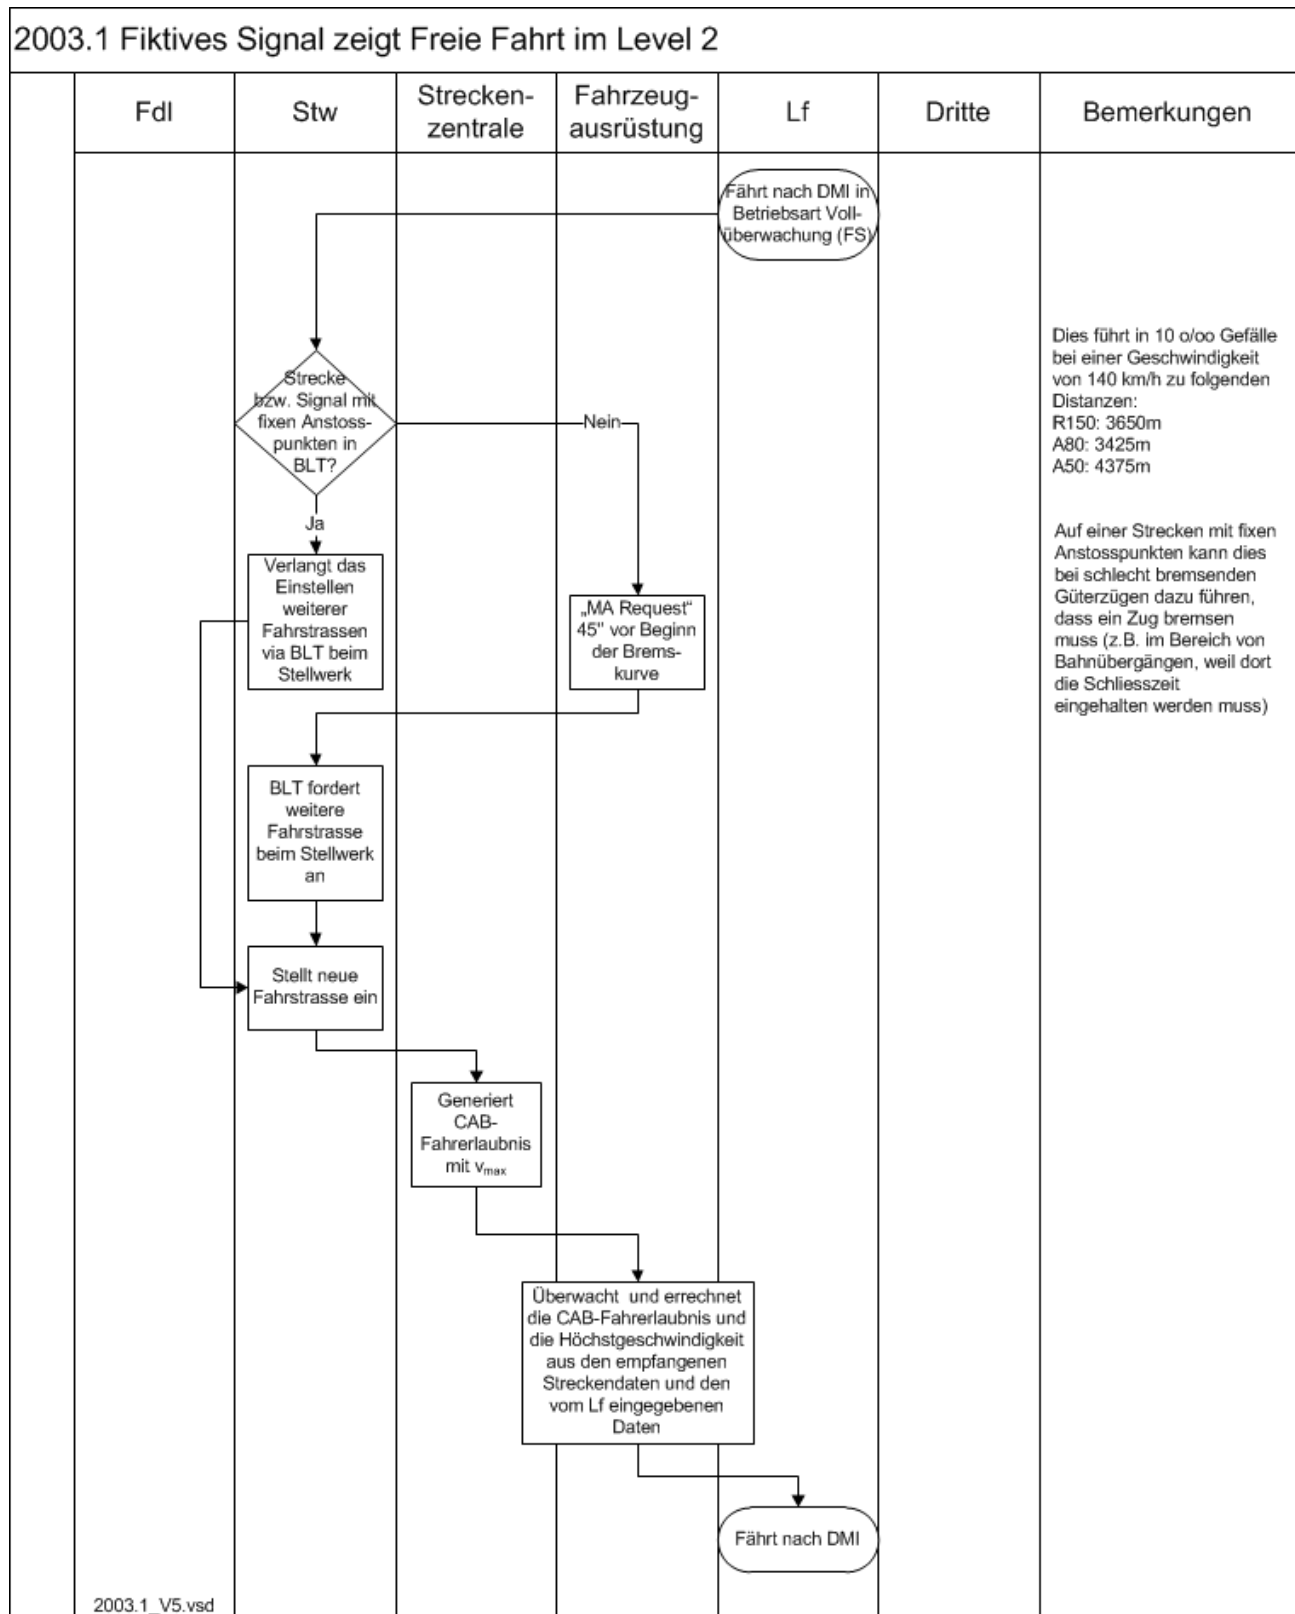 2003.1 Fiktives Signal zeigt Freie Fahrt im Level 2
Fdl
Stw
Strecken-
zentrale
Fahrzeug-
ausrüstung
Lf
Dritte
Bemerkungen
Fährt nach DMI in
Betriebsart Voll-
überwachung (FS)
Strecke
bzw. Signal mit
fixen Anstoss-
punkten in
BLT?
Nein
Ja
Dies führt in 10 o/oo Gefälle
bei einer Geschwindigkeit
von 140 km/h zu folgenden
Distanzen:
R150: 3650m
A80: 3425m
A50: 4375m
Auf einer Strecken mit fixen
Anstosspunkten kann dies
bei schlecht bremsenden
Güterzügen dazu führen,
dass ein Zug bremsen
muss (z.B. im Bereich von
Bahnübergängen, weil dort
die Schliesszeit
eingehalten werden muss)
Verlangt das
Einstellen
weiterer
Fahrstrassen
via BLT beim
Stellwerk
„MA Request“
45" vor Beginn
der Brems-
kurve
BLT fordert
weitere
Fahrstrasse
beim Stellwerk
an
Stellt neue
Fahrstrasse ein
Generiert
CAB-
Fahrerlaubnis
mit vmax
Überwacht und errechnet
die CAB-Fahrerlaubnis und
die Höchstgeschwindigkeit
aus den empfangenen
Streckendaten und den
vom Lf eingegebenen
Daten
Fährt nach DMI
2003.1_V5.vsd